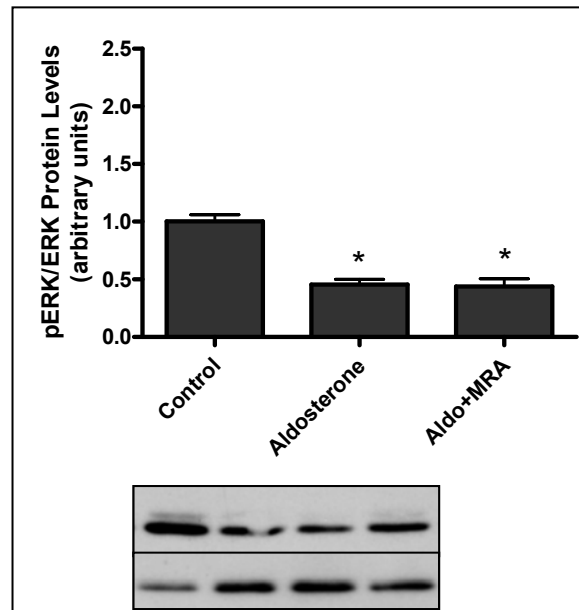 pERK/ERK Protein Levels
(arbitrary units)
2.5
2.0
1.5
1.0
0.5
0.0
* *
Control
Aldosterone
Aldo+MRA